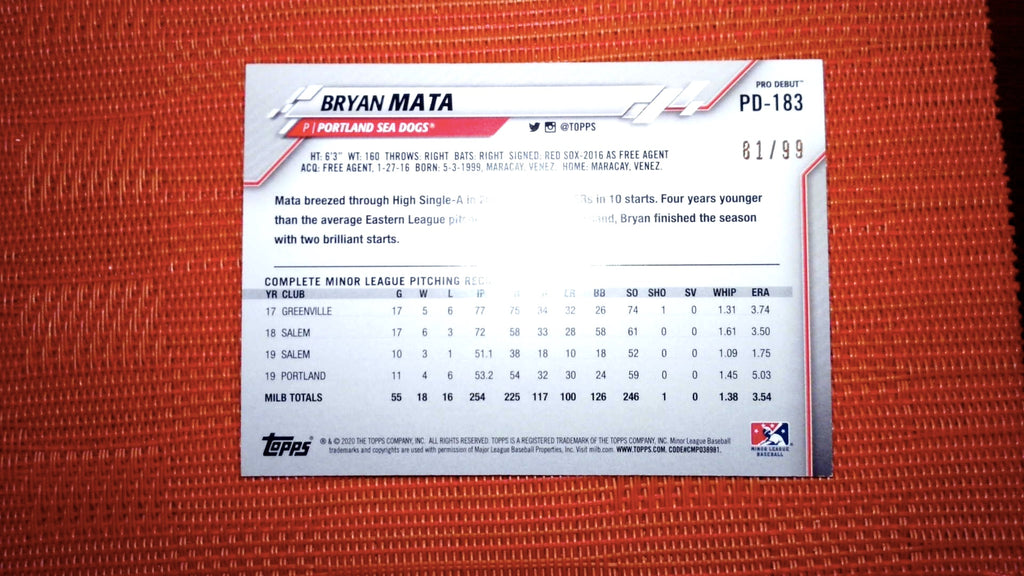 PRO DEBUT™
BRYAN MATA PD-183
P | PORTLAND SEA DOGS® @TOPPS
81/99
HT: 6'3" WT: 160 THROWS: RIGHT BATS: RIGHT SIGNED: RED SOX-2016 AS FREE AGENT
ACQ: FREE AGENT, 1-27-16 BORN: 5-3-1999, MARACAY, VENEZ. HOME: MARACAY, VENEZ.
Mata breezed through High Single-A in in 10 starts. Four years younger
than the average Eastern League Bryan finished the season
with two brilliant starts.
COMPLETE MINOR LEAGUE PITCHING
YR CLUB G W L IP ER BB SO SHO SV WHIP ERA
17 GREENVILLE 17 5 6 77 75 34 32 26 74 1 0 1.31 3.74
18 SALEM 17 6 3 72 58 33 28 58 61 0 0 1.61 3.50
19 SALEM 10 3 1 51.1 38 18 10 18 52 0 0 1.09 1.75
19 PORTLAND 11 4 6 53.2 54 32 30 24 59 0 0 1.45 5.03
MILB TOTALS 55 18 16 254 225 117 100 126 246 1 0 1.38 3.54
Topps® ® & © 2020 THE TOPPS COMPANY, INC. ALL RIGHTS RESERVED. TOPPS IS A REGISTERED TRADEMARK OF THE TOPPS COMPANY, INC. Minor League Baseball
trademarks and copyrights are used with permission of Major League Baseball Properties, Inc. Visit milb.com. WWW.TOPPS.COM. CODE#CMP038981.
MINOR LEAGUE
BASEBALL